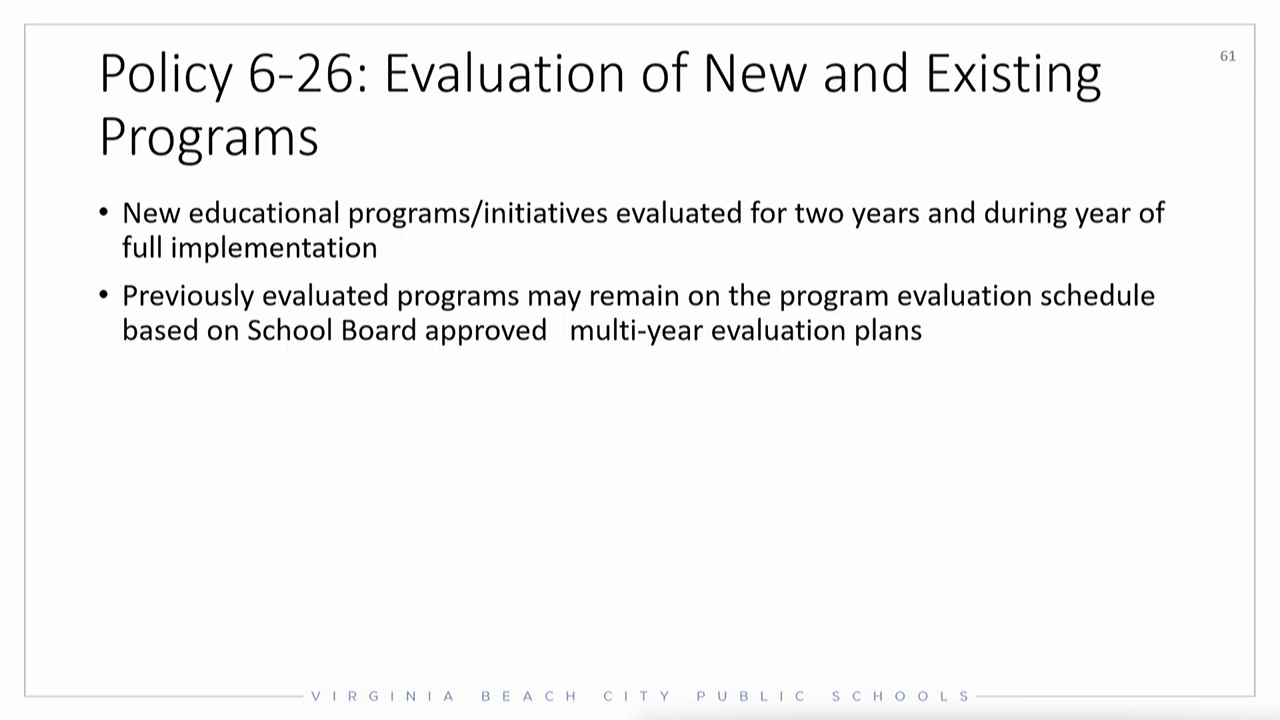 61
Policy 6-26: Evaluation of New and Existing
Programs
• New educational programs/initiatives evaluated for two years and during year of
full implementation
• Previously evaluated programs may remain on the program evaluation schedule
based on School Board approved   multi-year evaluation plans
VIRGINIA BEACH CITY PUBLIC SCHOOLS